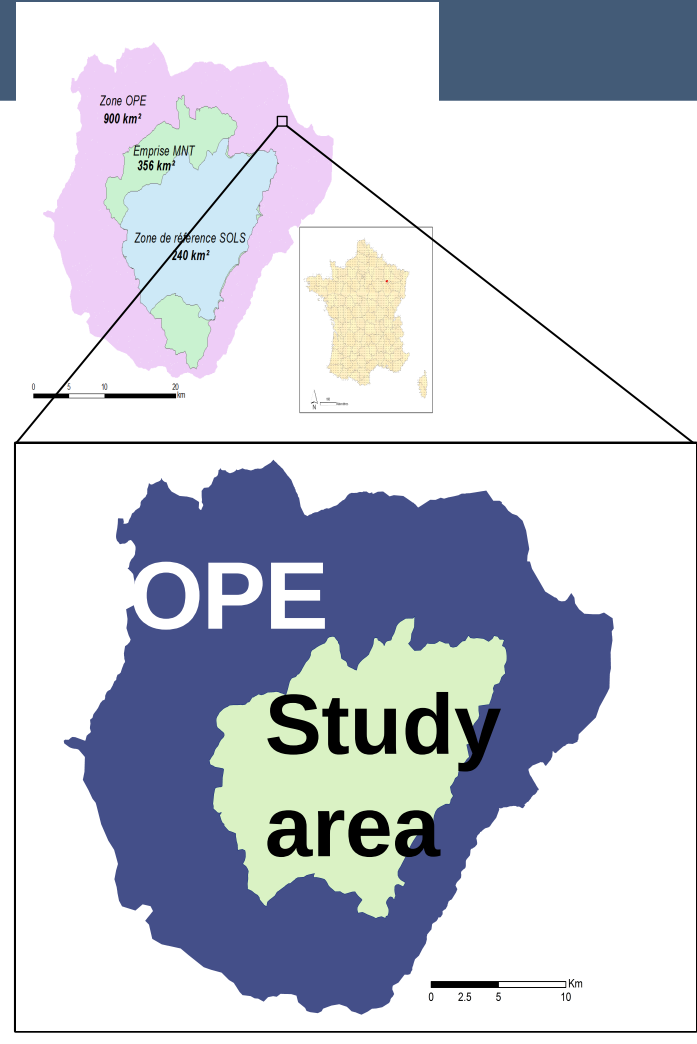 Zone OPE
900 km²
Emprise MNT
356 km²
Zone de référence SOLS
240 km²
0 5 10 20
km
N
OPE
Study
area
Km
0 2.5 5 10